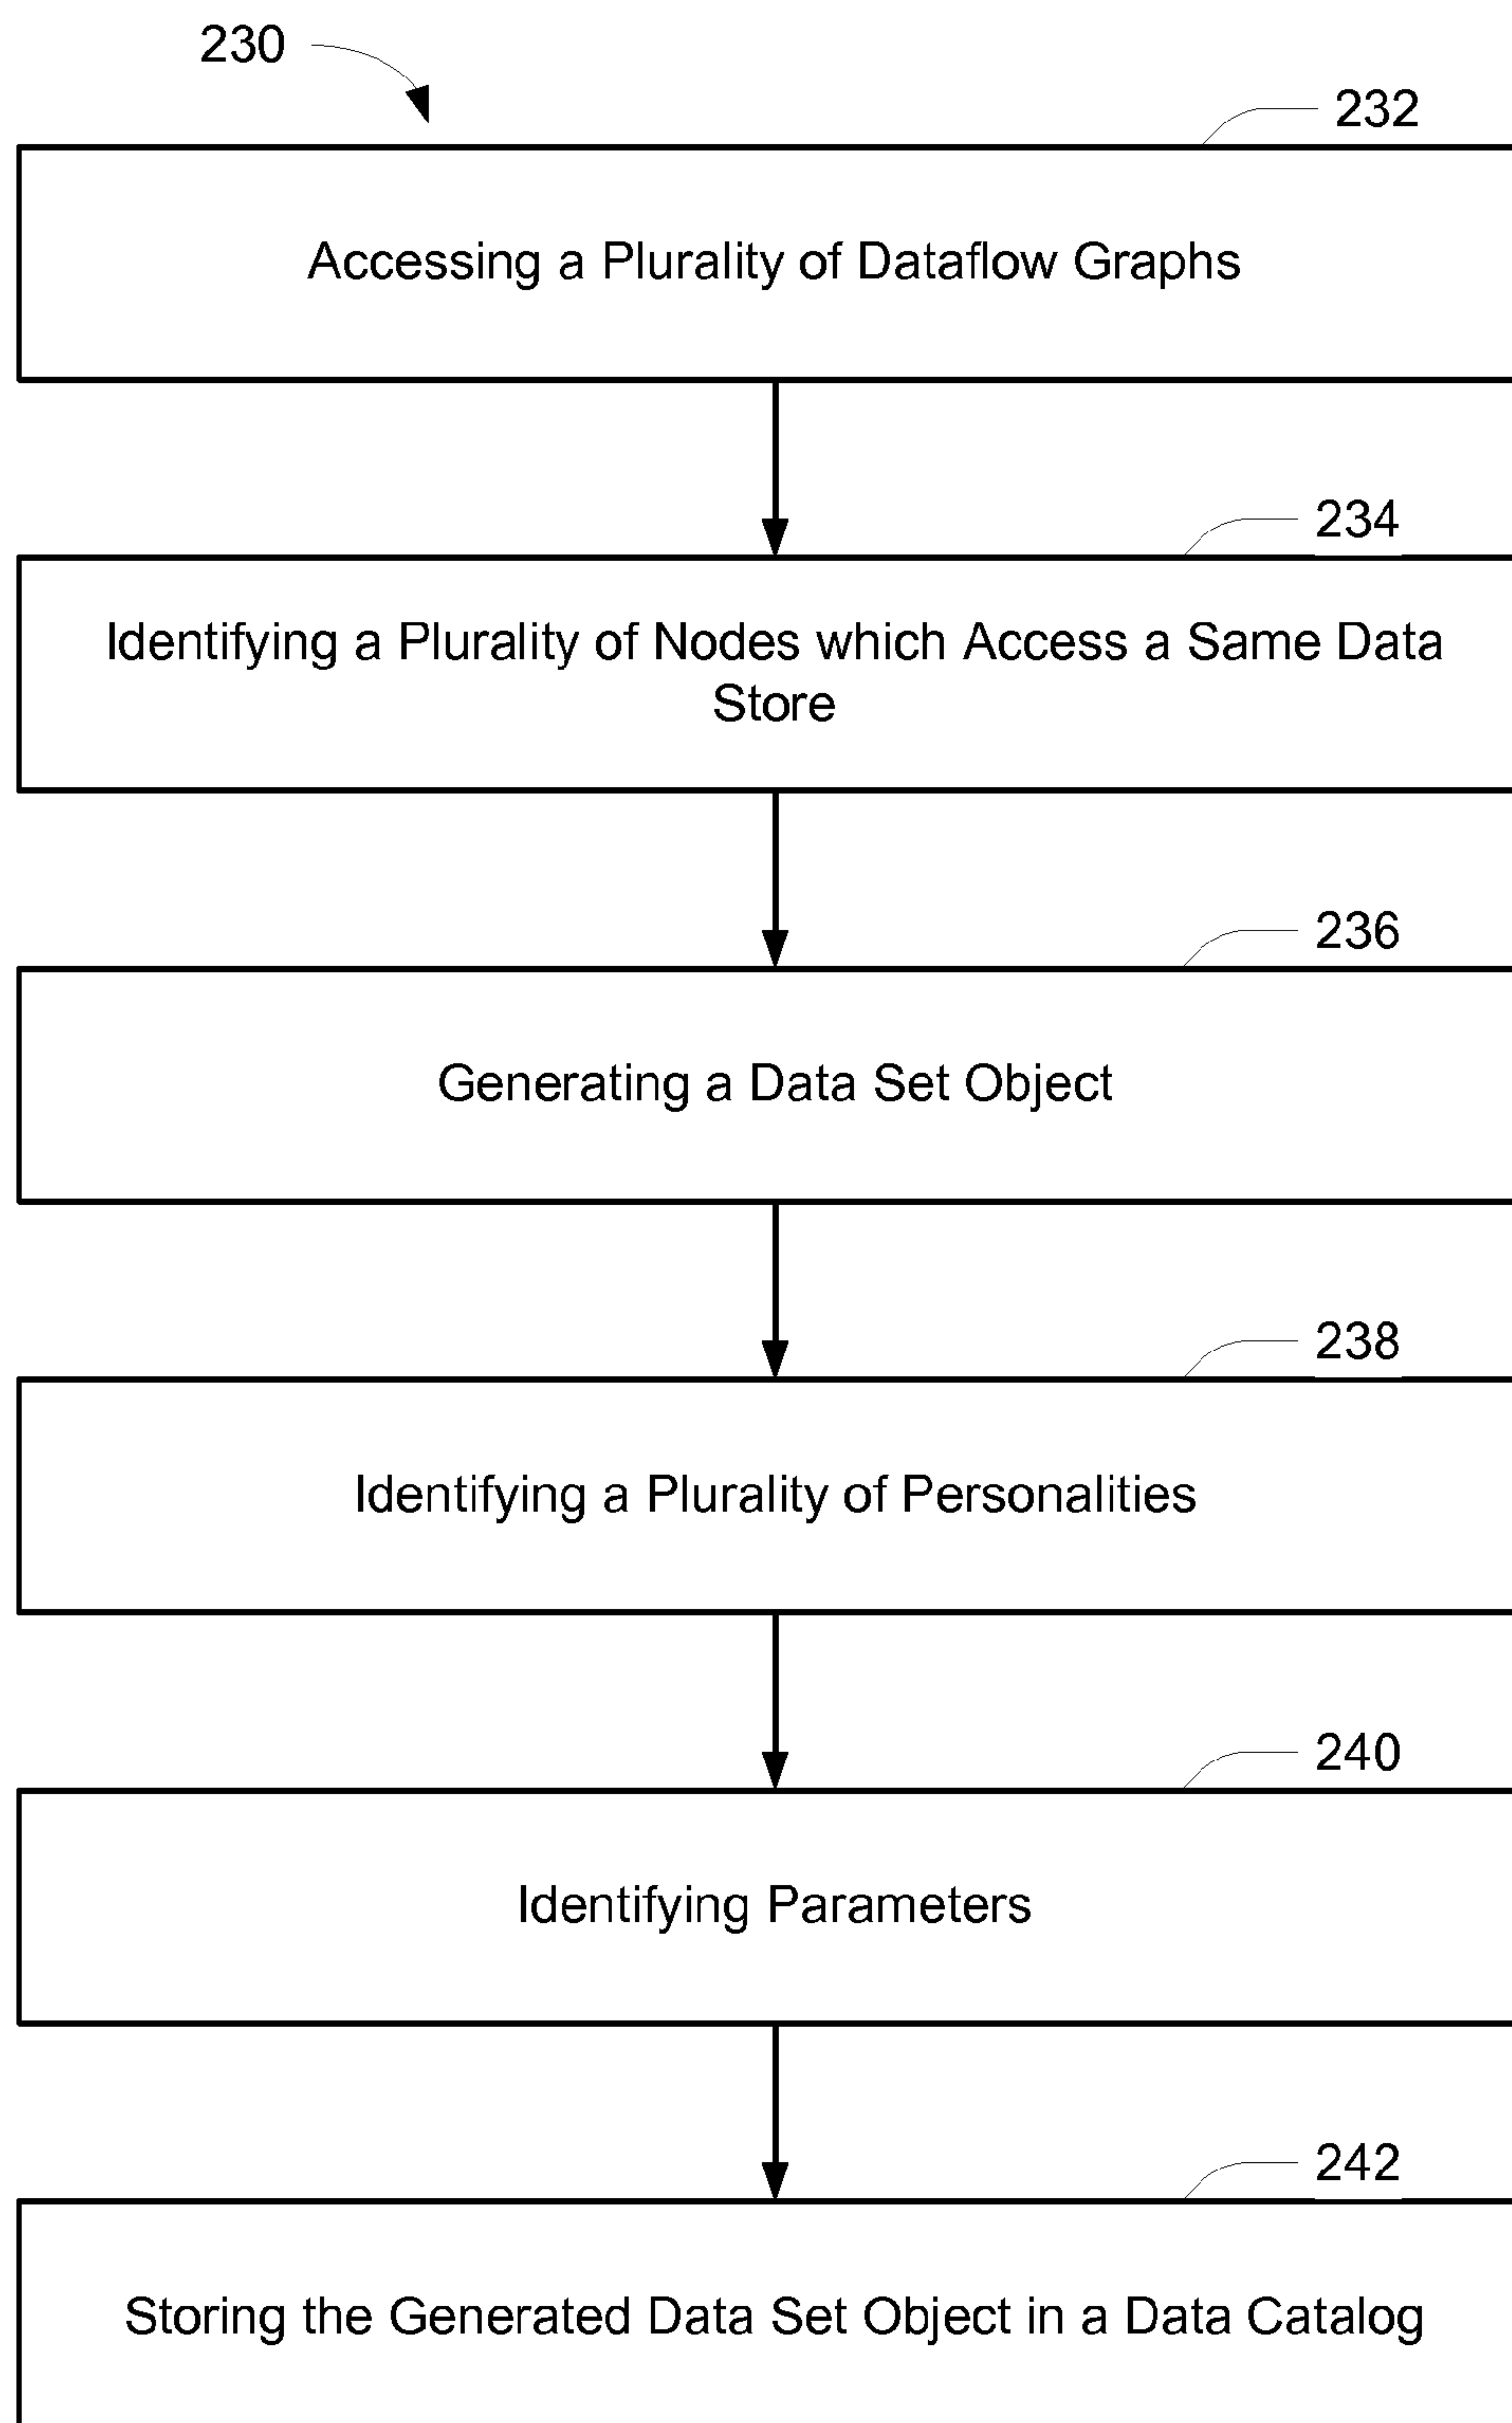 230
232
Accessing a Plurality of Dataflow Graphs
234
Identifying a Plurality of Nodes which Access a Same Data
Store
236
Generating a Data Set Object
238
Identifying a Plurality of Personalities
240
Identifying Parameters
242
Storing the Generated Data Set Object in a Data Catalog